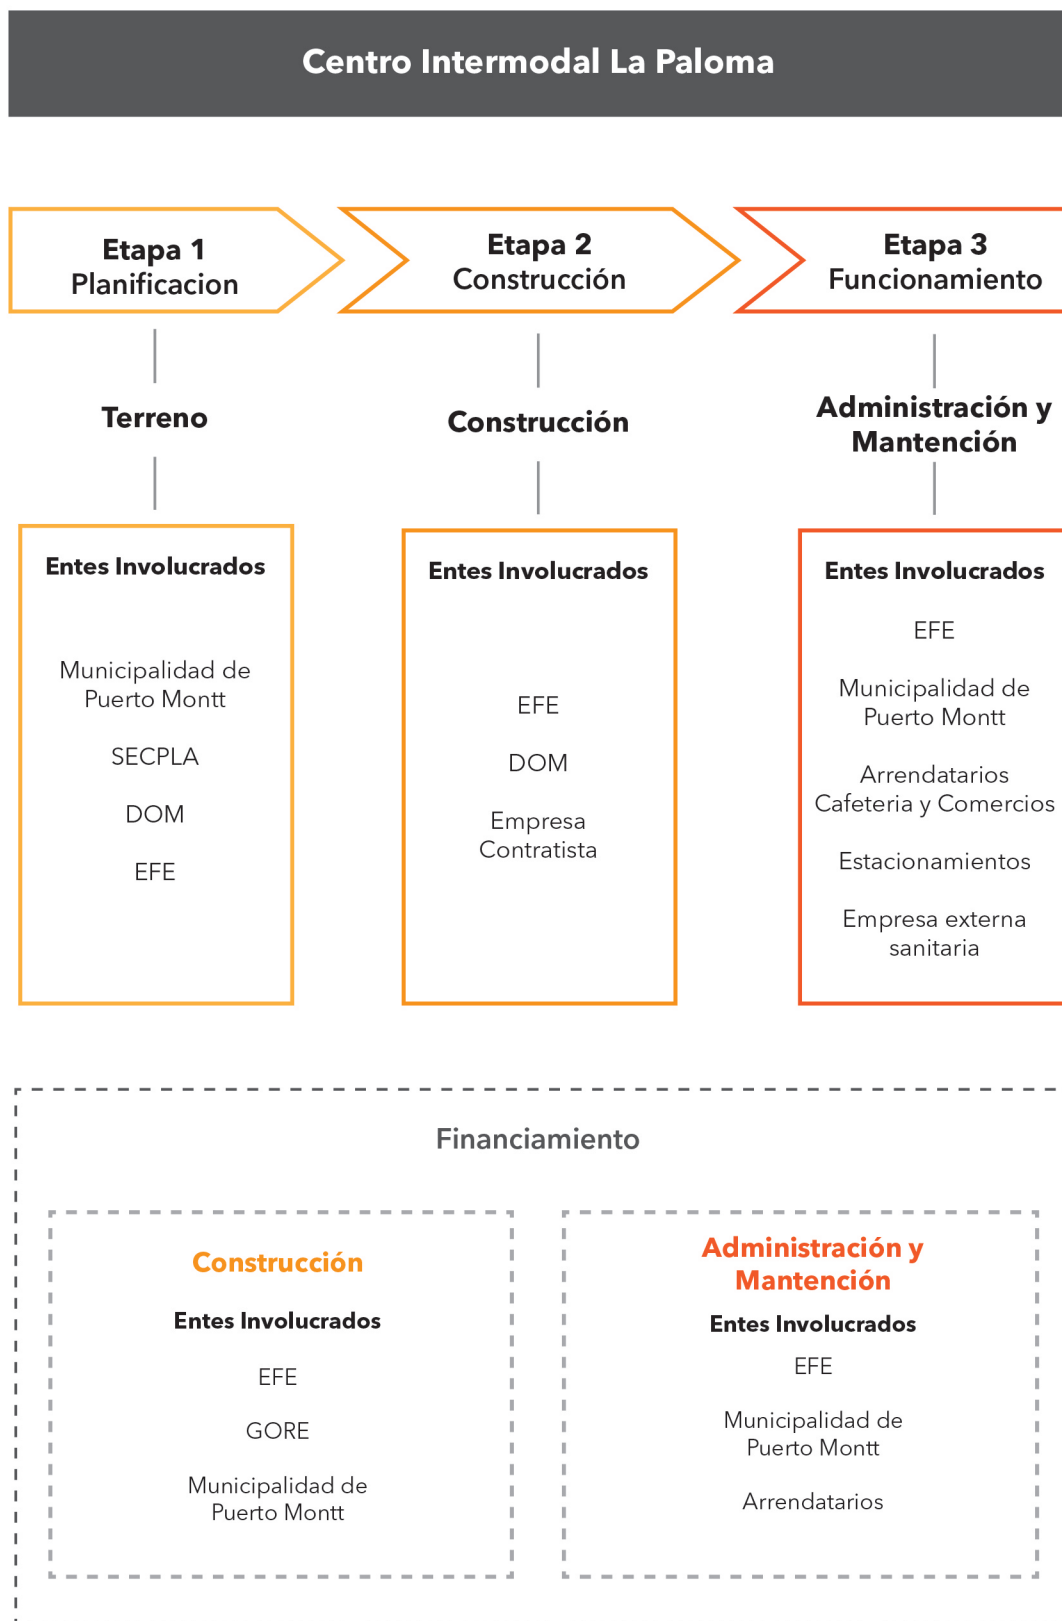 Centro Intermodal La Paloma
Etapa 1
Planificacion
Etapa 2
Construcción
Etapa 3
Funcionamiento
Terreno
Construcción
Administración y
Mantención
Entes Involucrados
Municipalidad de
Puerto Montt
SECPLA
DOM
EFE
Entes Involucrados
EFE
DOM
Empresa
Contratista
Entes Involucrados
EFE
Municipalidad de
Puerto Montt
Arrendatarios
Cafeteria y Comercios
Estacionamientos
Empresa externa
sanitaria
Financiamiento
Construcción
Entes Involucrados
EFE
GORE
Municipalidad de
Puerto Montt
Administración y
Mantención
Entes Involucrados
EFE
Municipalidad de
Puerto Montt
Arrendatarios